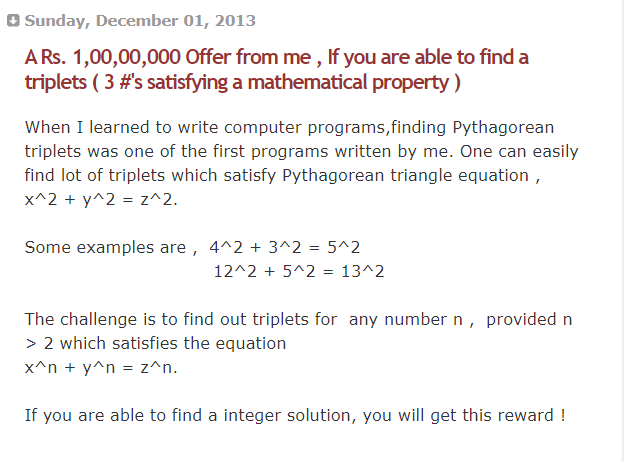 Sunday, December 01, 2013
A Rs. 1,00,00,000 Offer from me , If you are able to find a
triplets ( 3 #'s satisfying a mathematical property )
When I learned to write computer programs,finding Pythagorean
triplets was one of the first programs written by me. One can easily
find lot of triplets which satisfy Pythagorean triangle equation ,
x^2 + y^2 = z^2.
Some examples are , 4^2 + 3^2 = 5^2
12^2 + 5^2 = 13^2
The challenge is to find out triplets for any number n , provided n
> 2 which satisfies the equation
x^n + y^n = z^n.
If you are able to find a integer solution, you will get this reward !